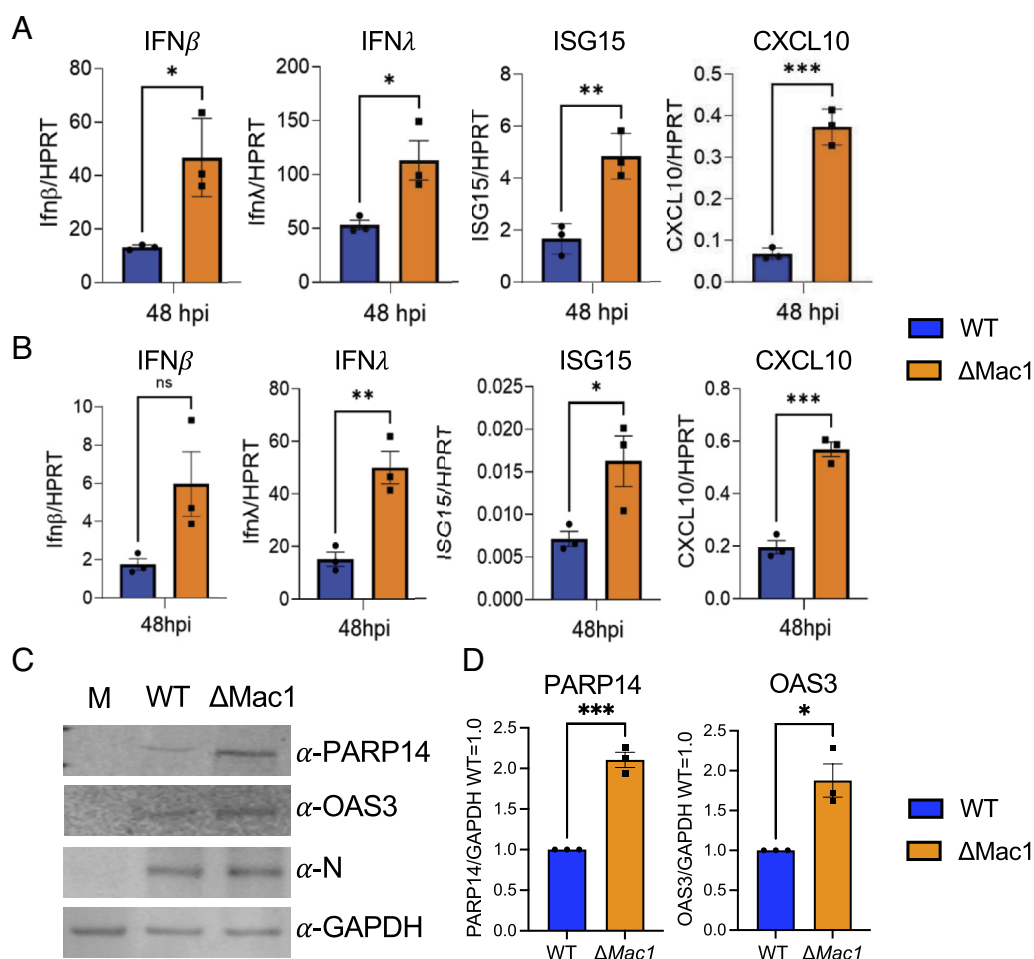 A
IFNβ
IFNλ
ISG15
CXCL10
Ifnβ/HPRT
80
60
40
20
0
*
48 hpi
Ifnλ/HPRT
200
150
100
50
0
*
48 hpi
ISG15/HPRT
8
6
4
2
0
**
48 hpi
CXCL10/HPRT
0.5
0.4
0.3
0.2
0.1
0.0
***
48 hpi
WT
ΔMac1
B
IFNβ
IFNλ
ISG15
CXCL10
Ifnβ/HPRT
10
8
6
4
2
0
ns
48hpi
Ifnλ/HPRT
80
60
40
20
0
**
48hpi
ISG15/HPRT
0.025
0.020
0.015
0.010
0.005
0.000
*
48hpi
CXCL10/HPRT
0.8
0.6
0.4
0.2
0.0
***
48hpi
C
M WT ΔMac1
α-PARP14
α-OAS3
α-N
α-GAPDH
D
PARP14
PARP14/GAPDH WT=1.0
2.5
2.0
1.5
1.0
0.5
0.0
***
WT ΔMac1
OAS3
OAS3/GAPDH WT=1.0
2.5
2.0
1.5
1.0
0.5
0.0
*
WT ΔMac1
WT
ΔMac1